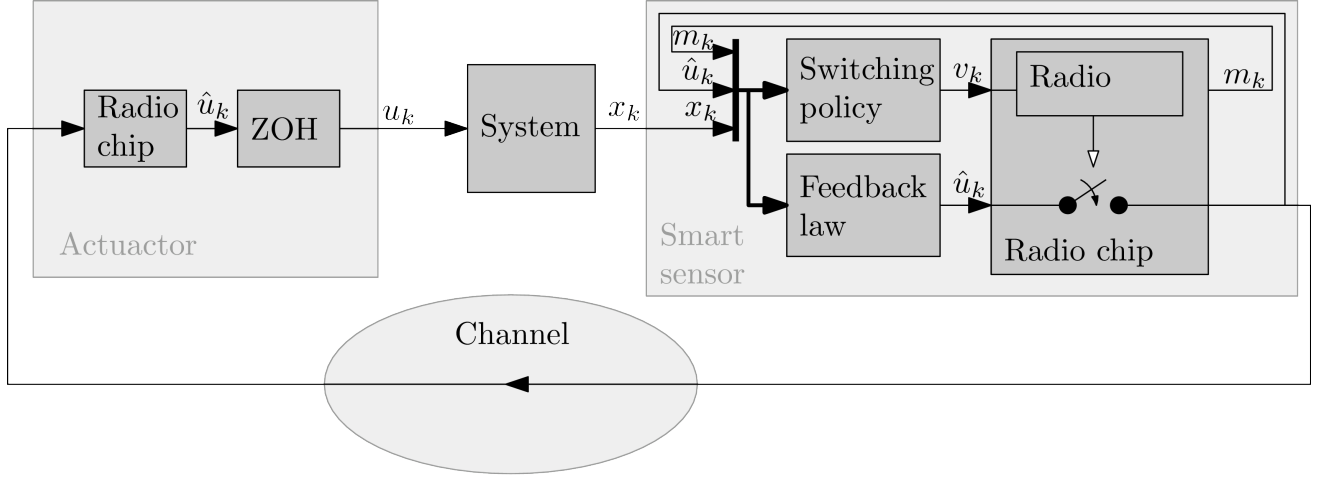 Radio
chip
û_k
ZOH
Actuactor
u_k
System
x_k
m_k
û_k
x_k
Switching
policy
v_k
Radio
m_k
Feedback
law
û_k
Radio chip
Smart
sensor
Channel